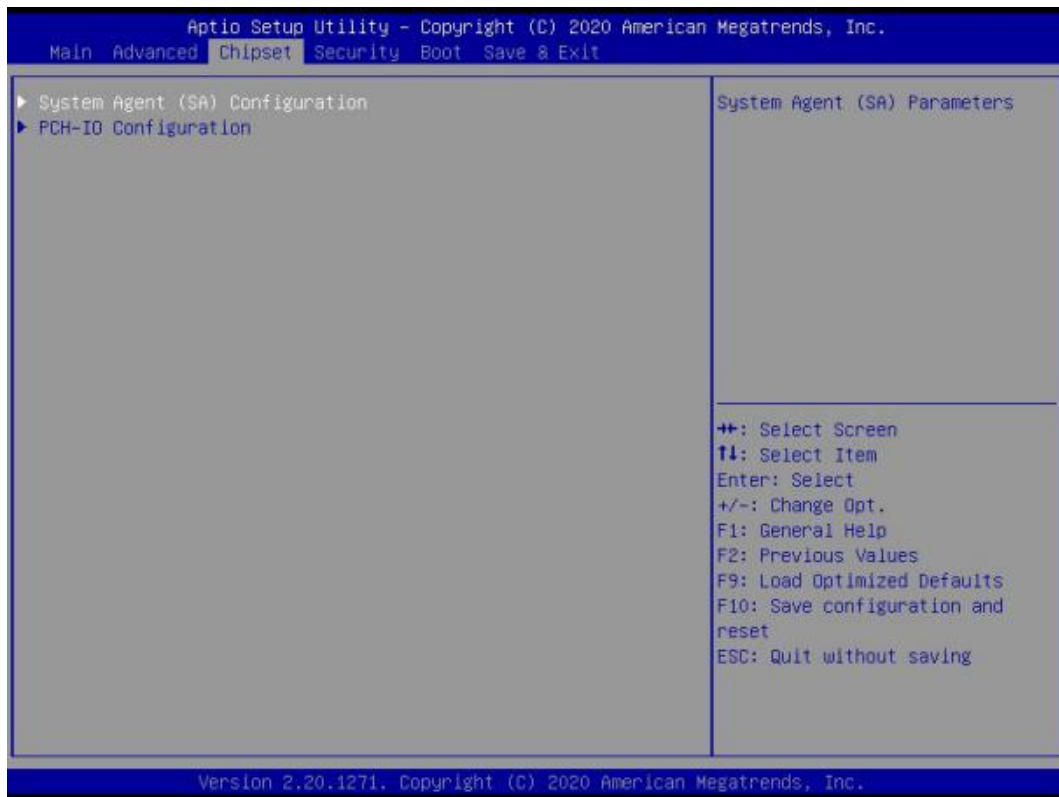 Aptio Setup Utility – Copyright (C) 2020 American Megatrends, Inc.
Main Advanced Chipset Security Boot Save & Exit
System Agent (SA) Configuration
PCH-IO Configuration
System Agent (SA) Parameters
→←: Select Screen
↑↓: Select Item
Enter: Select
+/-: Change Opt.
F1: General Help
F2: Previous Values
F9: Load Optimized Defaults
F10: Save configuration and
reset
ESC: Quit without saving
Version 2.20.1271. Copyright (C) 2020 American Megatrends, Inc.